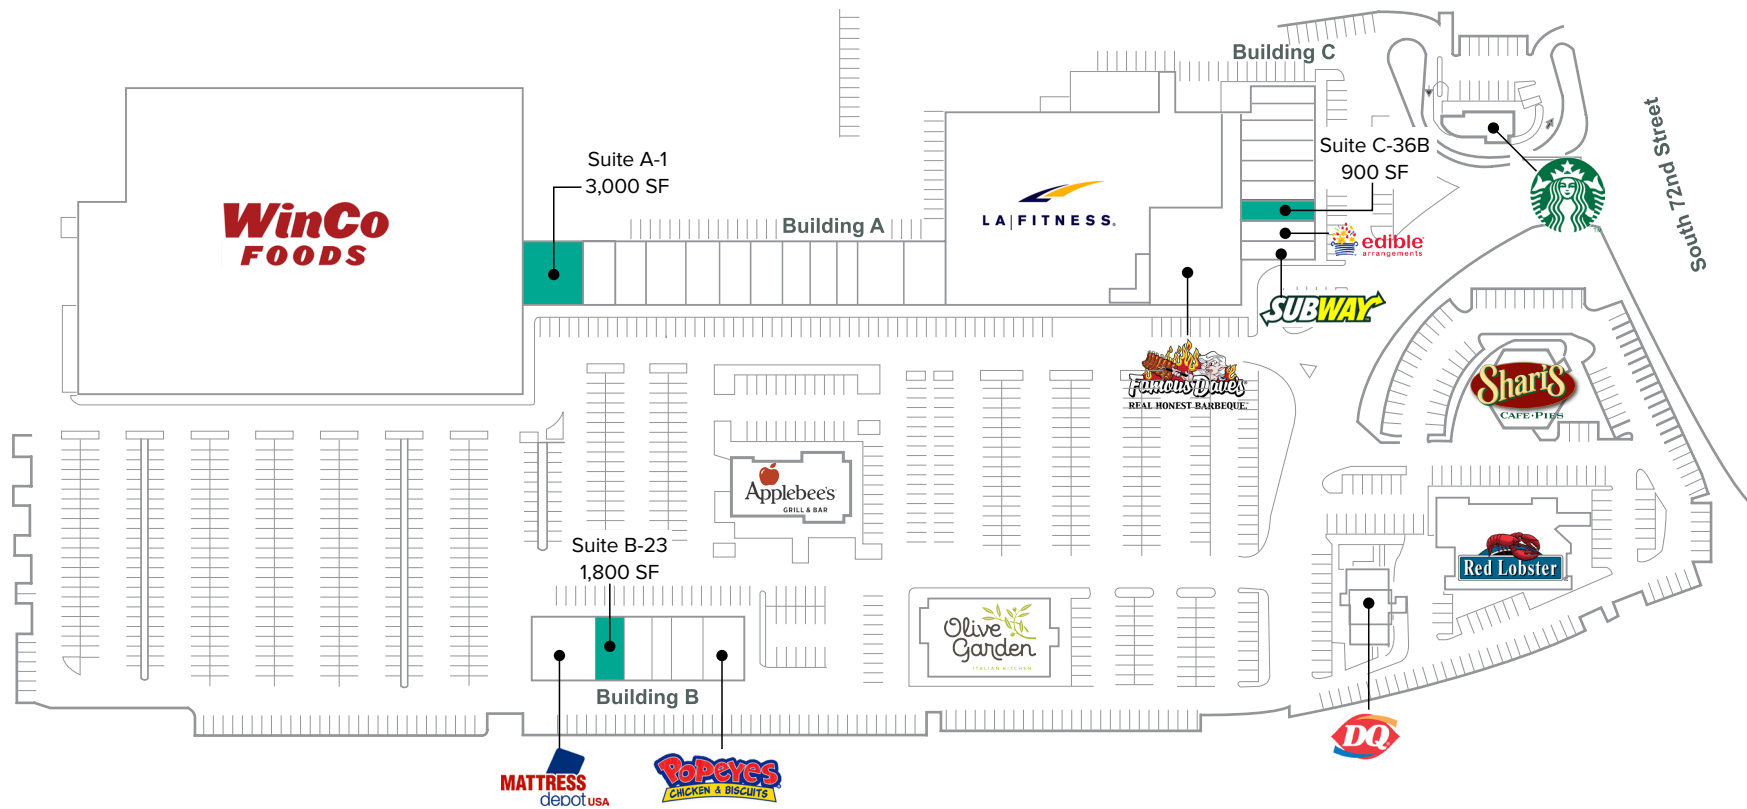 Building C
Suite A-1
3,000 SF
Suite C-36B
900 SF
South 72nd Street
WinCo
FOODS
Building A
LA|FITNESS.
edible
arrangements
SUBWAY
Famous Dave's
REAL HONEST BARBEQUE.
Shari's
CAFE•PIES
Applebee's
GRILL & BAR
Suite B-23
1,800 SF
Red Lobster
Olive
Garden
ITALIAN KITCHEN
Building B
DQ
MATTRESS
depot USA
POPEYES
CHICKEN & BISCUITS